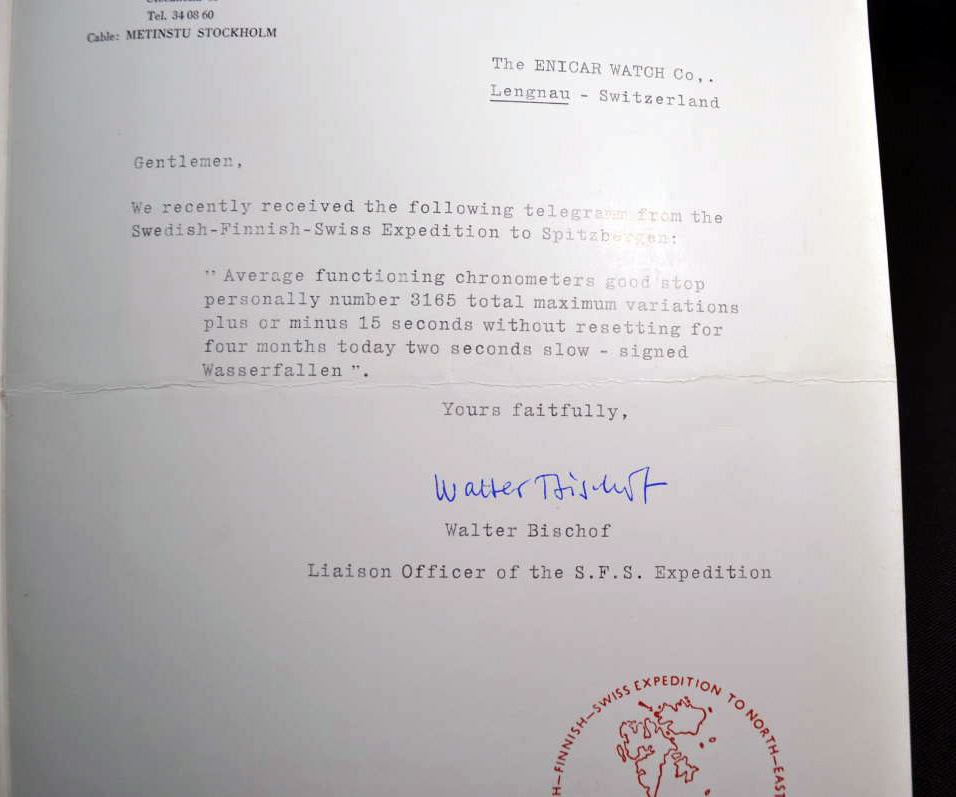 Tel. 34 08 60
Cable: METINSTU STOCKHOLM
The ENICAR WATCH Co,.
Lengnau - Switzerland
Gentlemen,
We recently received the following telegramm from the
Swedish-Finnish-Swiss Expedition to Spitzbergen:
" Average functioning chronometers good stop
personally number 3165 total maximum variations
plus or minus 15 seconds without resetting for
four months today two seconds slow - signed
Wasserfallen ".
Yours faitfully,
Walter Bischof
Walter Bischof
Liaison Officer of the S.F.S. Expedition
H-FINNISH-SWISS EXPEDITION TO NORTH-EAST